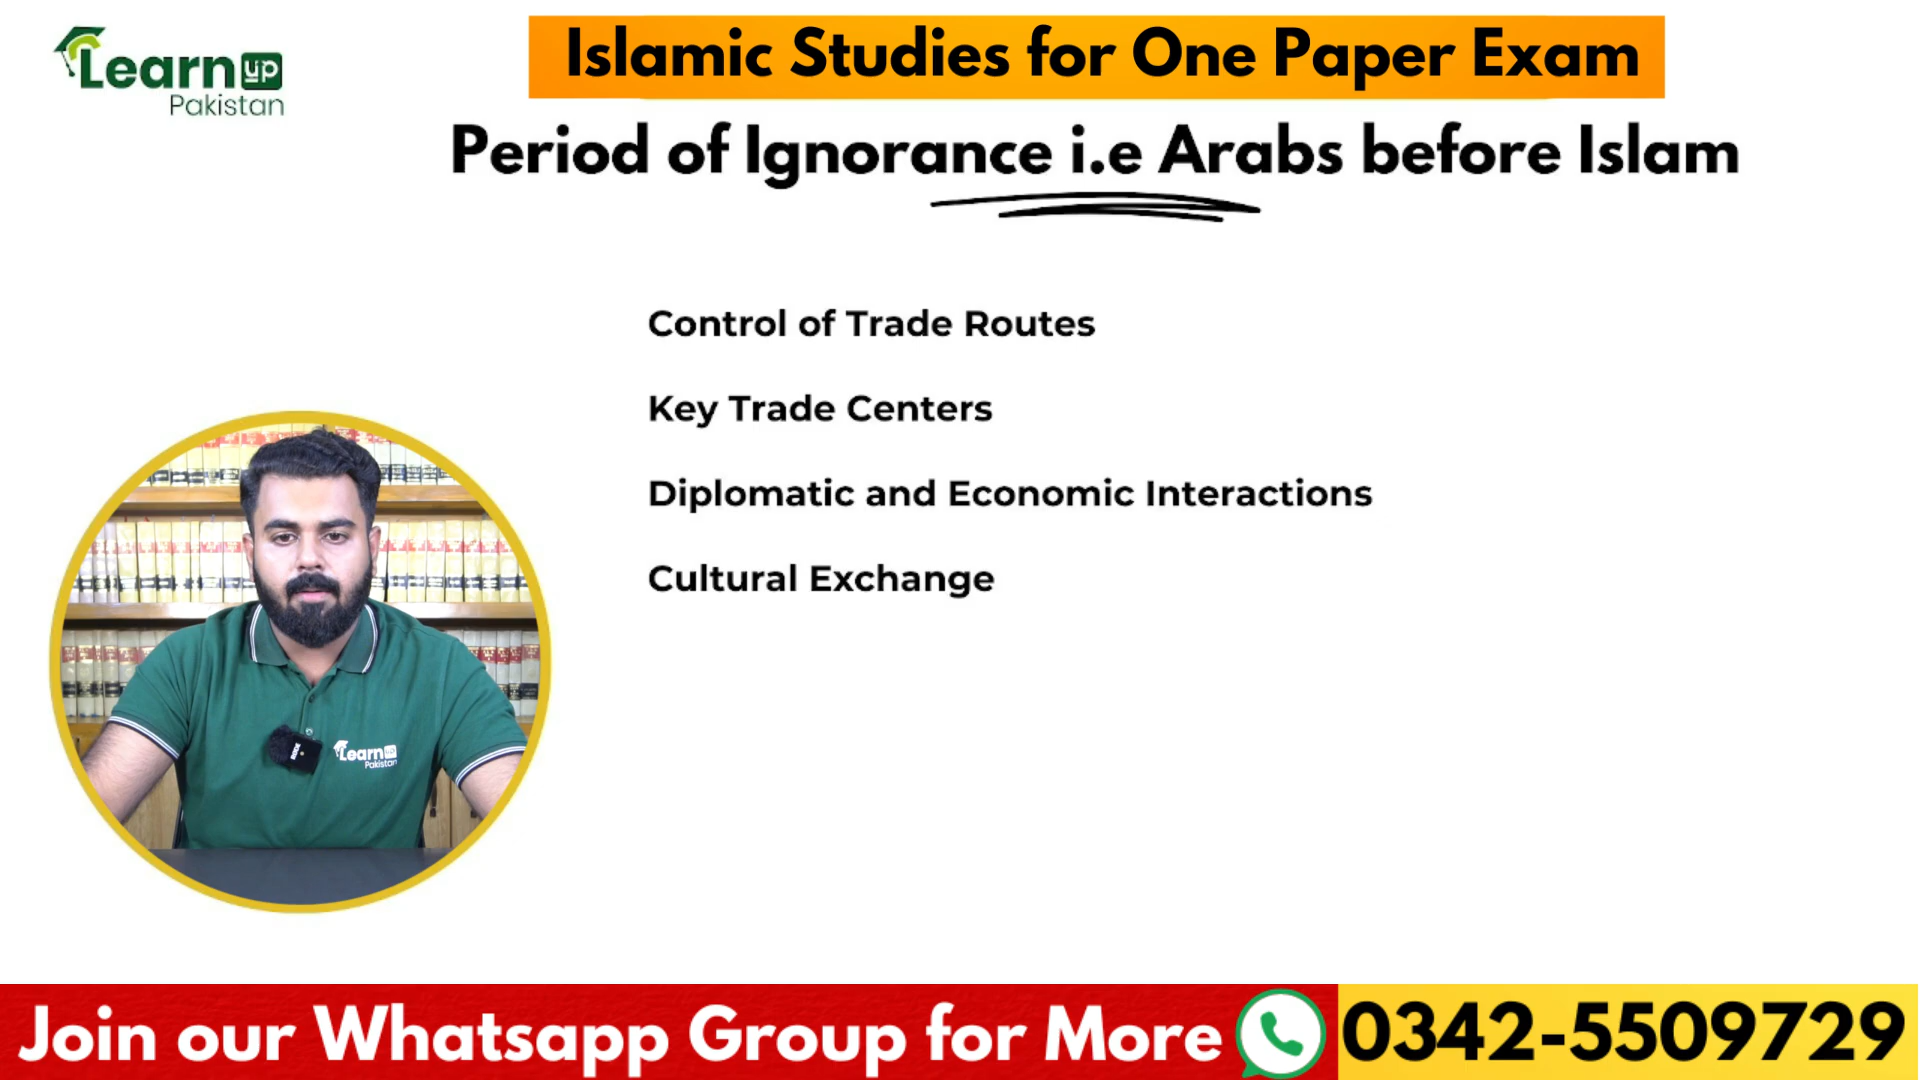 Learn up
Pakistan
Islamic Studies for One Paper Exam
Period of Ignorance i.e Arabs before Islam
Control of Trade Routes
Key Trade Centers
Diplomatic and Economic Interactions
Cultural Exchange
RODE
Learn up
Pakistan
Join our Whatsapp Group for More 0342-5509729